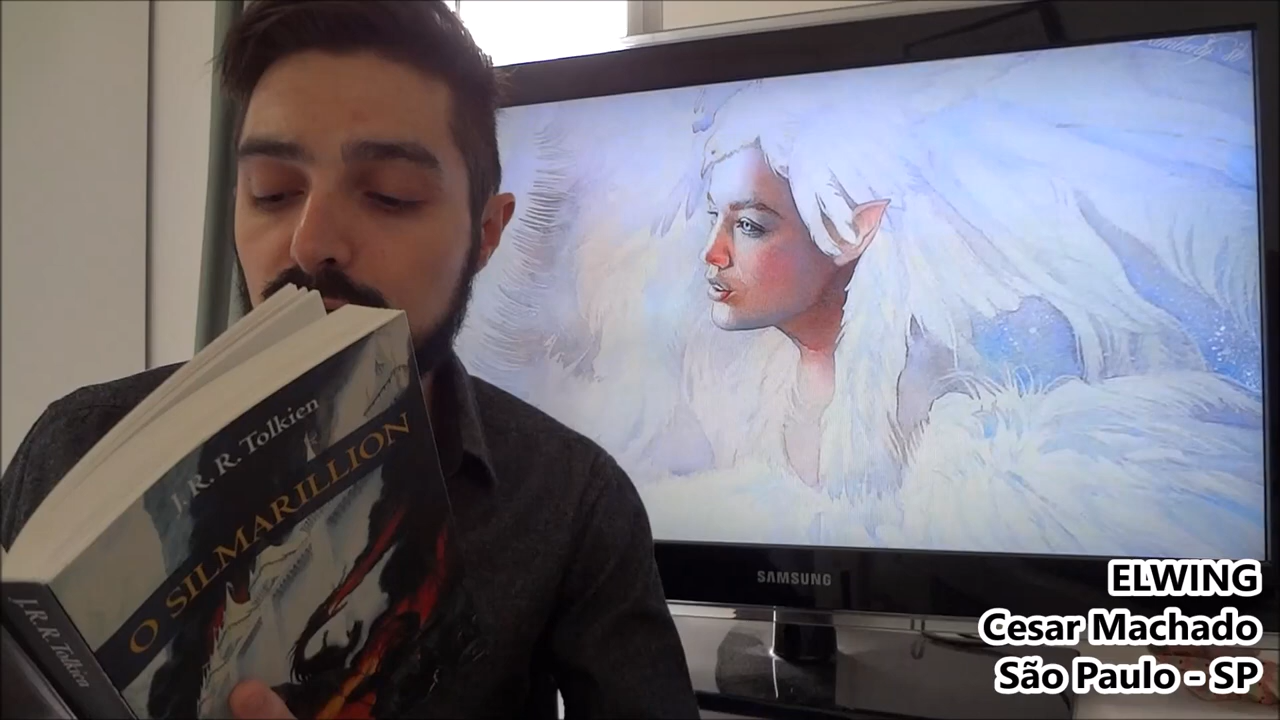 J. R. R. Tolkien
O SILMARILLION
J.R.R. Tolkien
SAMSUNG
ELWING
Cesar Machado
São Paulo - SP